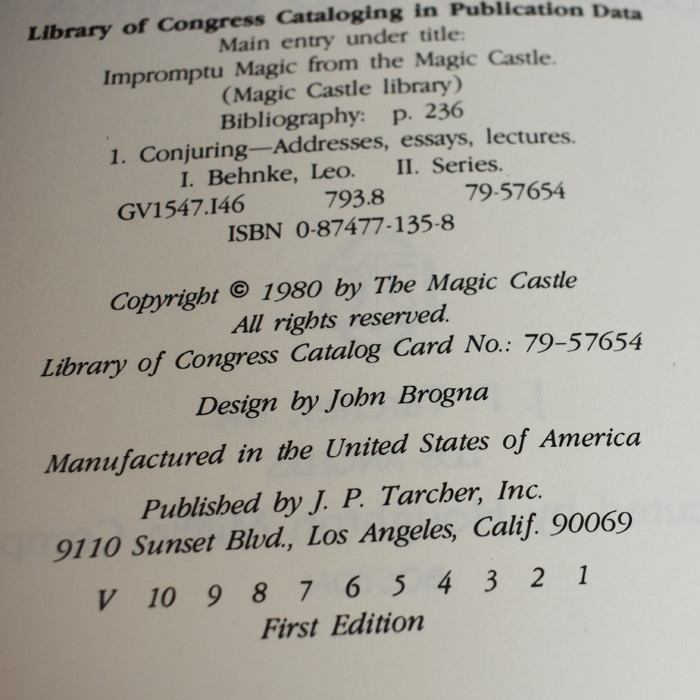 Library of Congress Cataloging in Publication Data
Main entry under title:
Impromptu Magic from the Magic Castle.
(Magic Castle library)
Bibliography: p. 236
1. Conjuring—Addresses, essays, lectures.
I. Behnke, Leo. II. Series.
GV1547.I46 793.8 79-57654
ISBN 0-87477-135-8
Copyright © 1980 by The Magic Castle
All rights reserved.
Library of Congress Catalog Card No.: 79-57654
Design by John Brogna
Manufactured in the United States of America
Published by J. P. Tarcher, Inc.
9110 Sunset Blvd., Los Angeles, Calif. 90069
V 10 9 8 7 6 5 4 3 2 1
First Edition